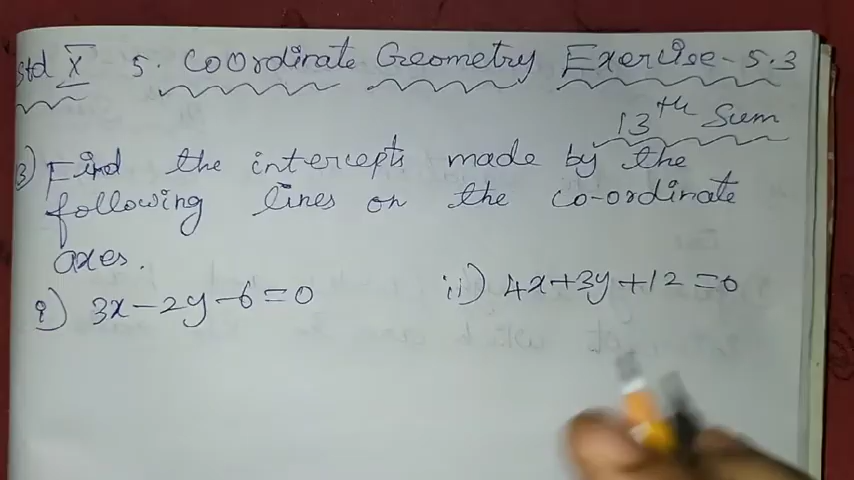 Std X 5. Coordinate Geometry Exercise-5.3
13th Sum
3) Find the intercepts made by the
following lines on the co-ordinate
axes.
i) 3x-2y-6=0 ii) 4x+3y+12=0